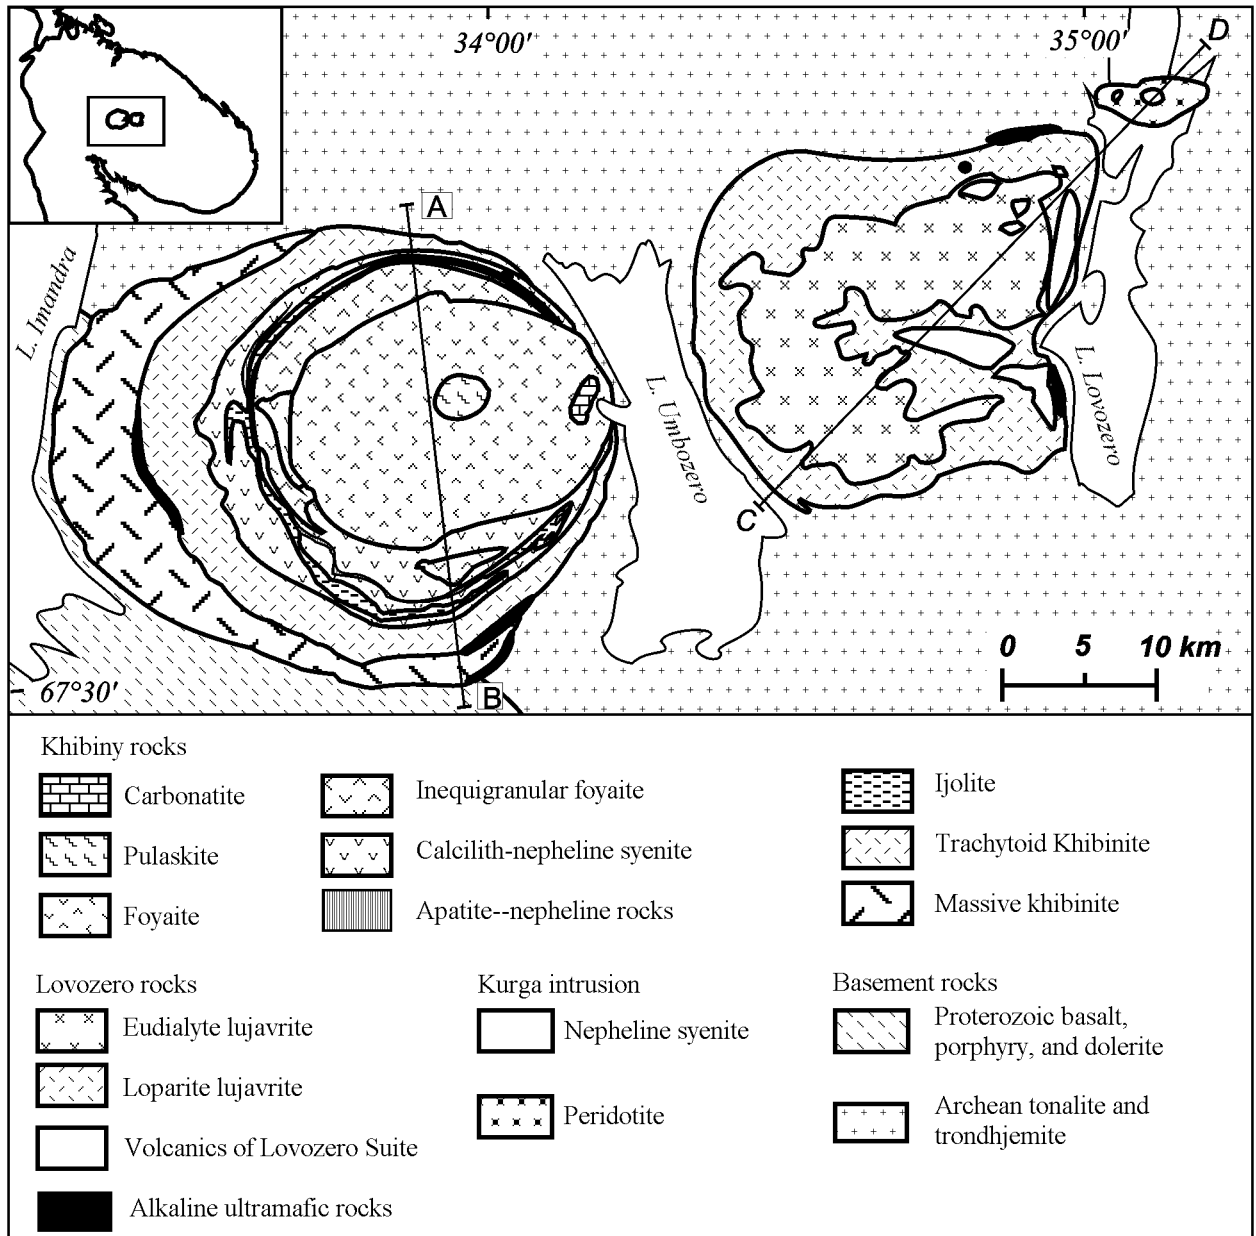 34°00'
35°00'
D
A
L. Imandra
L. Umbozero
L. Lovozero
C
0 5 10 km
67°30'
B
Khibiny rocks
Carbonatite
Pulaskite
Foyaite
Inequigranular foyaite
Calcilith-nepheline syenite
Apatite--nepheline rocks
Ijolite
Trachytoid Khibinite
Massive khibinite
Lovozero rocks
Eudialyte lujavrite
Loparite lujavrite
Volcanics of Lovozero Suite
Alkaline ultramafic rocks
Kurga intrusion
Nepheline syenite
Peridotite
Basement rocks
Proterozoic basalt,
porphyry, and dolerite
Archean tonalite and
trondhjemite